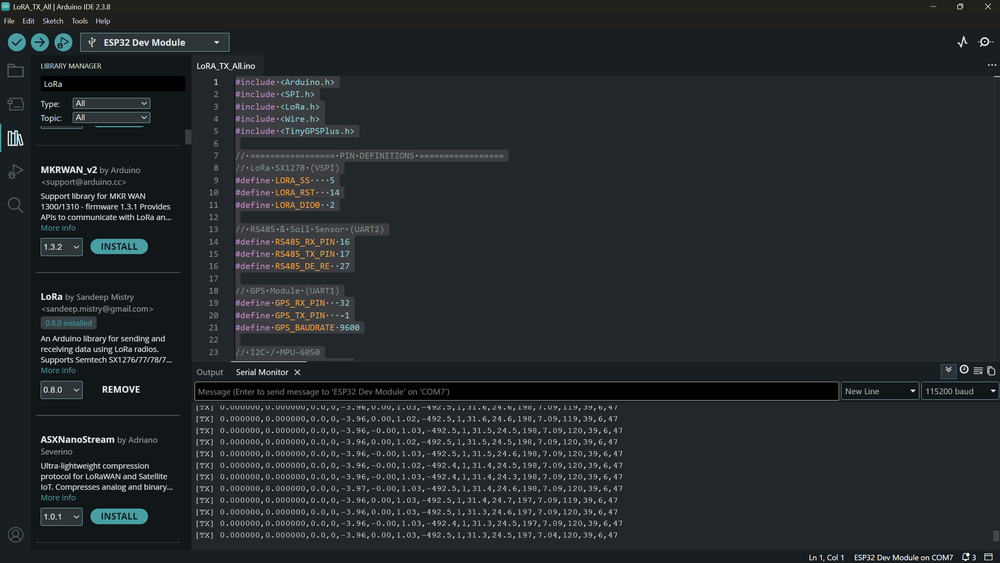 LoRA_TX_All | Arduino IDE 2.3.8
File Edit Sketch Tools Help
ESP32 Dev Module
LIBRARY MANAGER
LoRa
Type: All
Topic: All
MKRWAN_v2 by Arduino
<support@arduino.cc>
Support library for MKR WAN
1300/1310 - firmware 1.3.1 Provides
APIs to communicate with LoRa an...
More info
1.3.2 INSTALL
LoRa by Sandeep Mistry
<sandeep.mistry@gmail.com>
0.8.0 installed
An Arduino library for sending and
receiving data using LoRa radios.
Supports Semtech SX1276/77/78/7...
More info
0.8.0 REMOVE
ASXNanoStream by Adriano
Severino
Ultra-lightweight compression
protocol for LoRaWAN and Satellite
IoT. Compresses analog and binary...
More info
1.0.1 INSTALL
LoRA_TX_All.ino
1 #include·<Arduino.h>
2 #include·<SPI.h>
3 #include·<LoRa.h>
4 #include·<Wire.h>
5 #include·<TinyGPSPlus.h>
6
7 //·=================·PIN·DEFINITIONS·=================
8 //·LoRa·SX1278·(VSPI)
9 #define·LORA_SS····5
10 #define·LORA_RST···14
11 #define·LORA_DIO0··2
12
13 //·RS485·&·Soil·Sensor·(UART2)
14 #define·RS485_RX_PIN·16
15 #define·RS485_TX_PIN·17
16 #define·RS485_DE_RE··27
17
18 //·GPS·Module·(UART1)
19 #define·GPS_RX_PIN···32
20 #define·GPS_TX_PIN···-1
21 #define·GPS_BAUDRATE·9600
22
23 //·I2C·/·MPU-6050
Output Serial Monitor
Message (Enter to send message to 'ESP32 Dev Module' on 'COM7') New Line 115200 baud
[TX] 0.000000,0.000000,0.0,0,-3.96,0.00,1.03,-492.5,1,31.6,24.6,198,7.09,119,39,6,47
[TX] 0.000000,0.000000,0.0,0,-3.96,0.00,1.02,-492.5,1,31.6,24.6,198,7.09,119,39,6,47
[TX] 0.000000,0.000000,0.0,0,-3.96,-0.00,1.03,-492.5,1,31.5,24.5,198,7.09,120,39,6,47
[TX] 0.000000,0.000000,0.0,0,-3.96,0.00,1.02,-492.5,1,31.5,24.5,198,7.09,120,39,6,47
[TX] 0.000000,0.000000,0.0,0,-3.96,-0.00,1.03,-492.5,1,31.5,24.6,198,7.09,120,39,6,47
[TX] 0.000000,0.000000,0.0,0,-3.96,-0.00,1.02,-492.4,1,31.4,24.5,198,7.09,120,39,6,47
[TX] 0.000000,0.000000,0.0,0,-3.96,-0.00,1.03,-492.4,1,31.4,24.3,198,7.09,120,39,6,47
[TX] 0.000000,0.000000,0.0,0,-3.97,-0.00,1.03,-492.5,1,31.4,24.6,198,7.09,120,39,6,47
[TX] 0.000000,0.000000,0.0,0,-3.96,0.00,1.03,-492.5,1,31.4,24.7,197,7.09,119,39,6,47
[TX] 0.000000,0.000000,0.0,0,-3.96,0.00,1.03,-492.5,1,31.3,24.6,197,7.09,120,39,6,47
[TX] 0.000000,0.000000,0.0,0,-3.96,-0.00,1.03,-492.4,1,31.3,24.5,197,7.09,120,39,6,47
[TX] 0.000000,0.000000,0.0,0,-3.96,0.00,1.03,-492.5,1,31.3,24.5,197,7.04,120,39,6,47
Ln 1, Col 1 ESP32 Dev Module on COM7 3